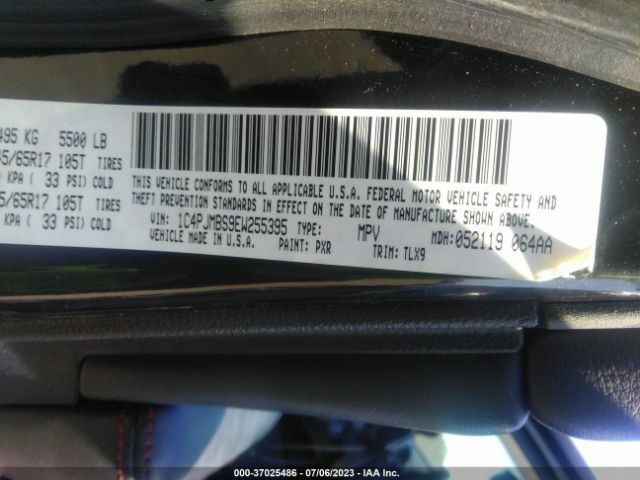 495 KG 5500 LB
45/65R17 105T TIRES
KPA ( 33 PSI) COLD
5/65R17 105T TIRES
KPA ( 33 PSI) COLD
THIS VEHICLE CONFORMS TO ALL APPLICABLE U.S.A. FEDERAL MOTOR VEHICLE SAFETY AND
THEFT PREVENTION STANDARDS IN EFFECT ON THE DATE OF MANUFACTURE SHOWN ABOVE.
VIN: 1C4PJMBS9EW255395 TYPE: MPV MDH: 052119 064AA
MADE IN U.S.A. PAINT: PXR TRIM: TLX9
000-37025486 - 07/06/2023 - IAA Inc.